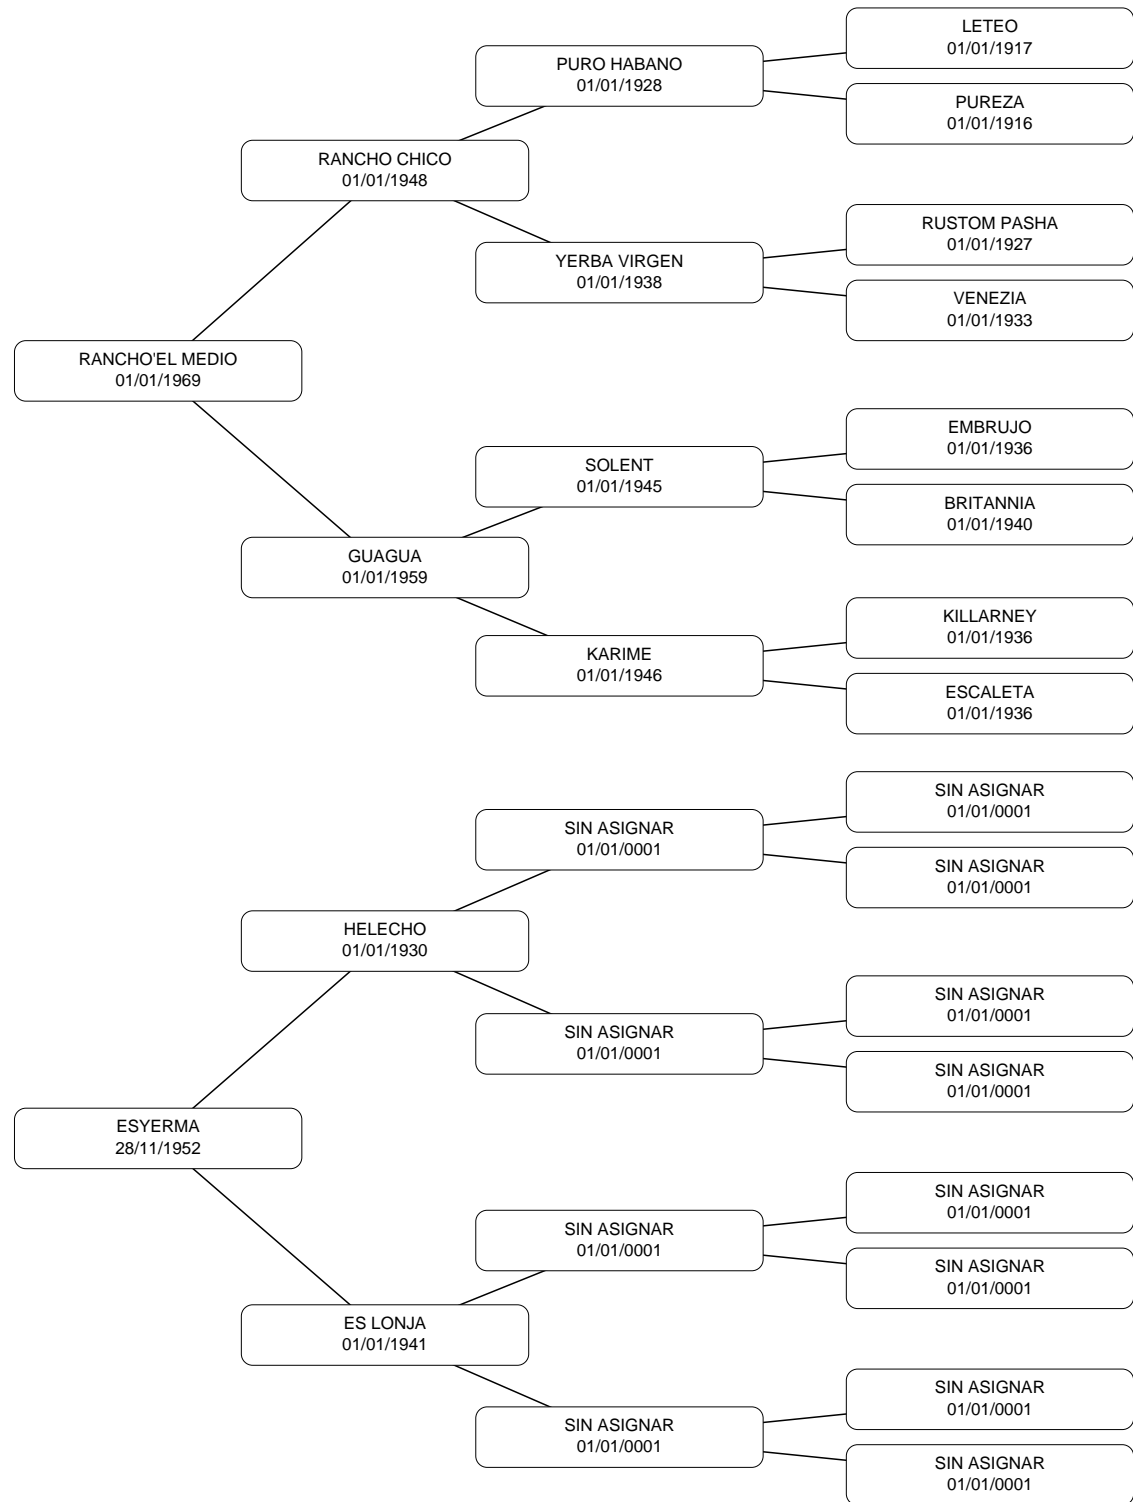 LETEO
01/01/1917
PURO HABANO
01/01/1928
PUREZA
01/01/1916
RANCHO CHICO
01/01/1948
RUSTOM PASHA
01/01/1927
YERBA VIRGEN
01/01/1938
VENEZIA
01/01/1933
RANCHO'EL MEDIO
01/01/1969
EMBRUJO
01/01/1936
SOLENT
01/01/1945
BRITANNIA
01/01/1940
GUAGUA
01/01/1959
KILLARNEY
01/01/1936
KARIME
01/01/1946
ESCALETA
01/01/1936
SIN ASIGNAR
01/01/0001
SIN ASIGNAR
01/01/0001
SIN ASIGNAR
01/01/0001
HELECHO
01/01/1930
SIN ASIGNAR
01/01/0001
SIN ASIGNAR
01/01/0001
SIN ASIGNAR
01/01/0001
ESYERMA
28/11/1952
SIN ASIGNAR
01/01/0001
SIN ASIGNAR
01/01/0001
SIN ASIGNAR
01/01/0001
ES LONJA
01/01/1941
SIN ASIGNAR
01/01/0001
SIN ASIGNAR
01/01/0001
SIN ASIGNAR
01/01/0001